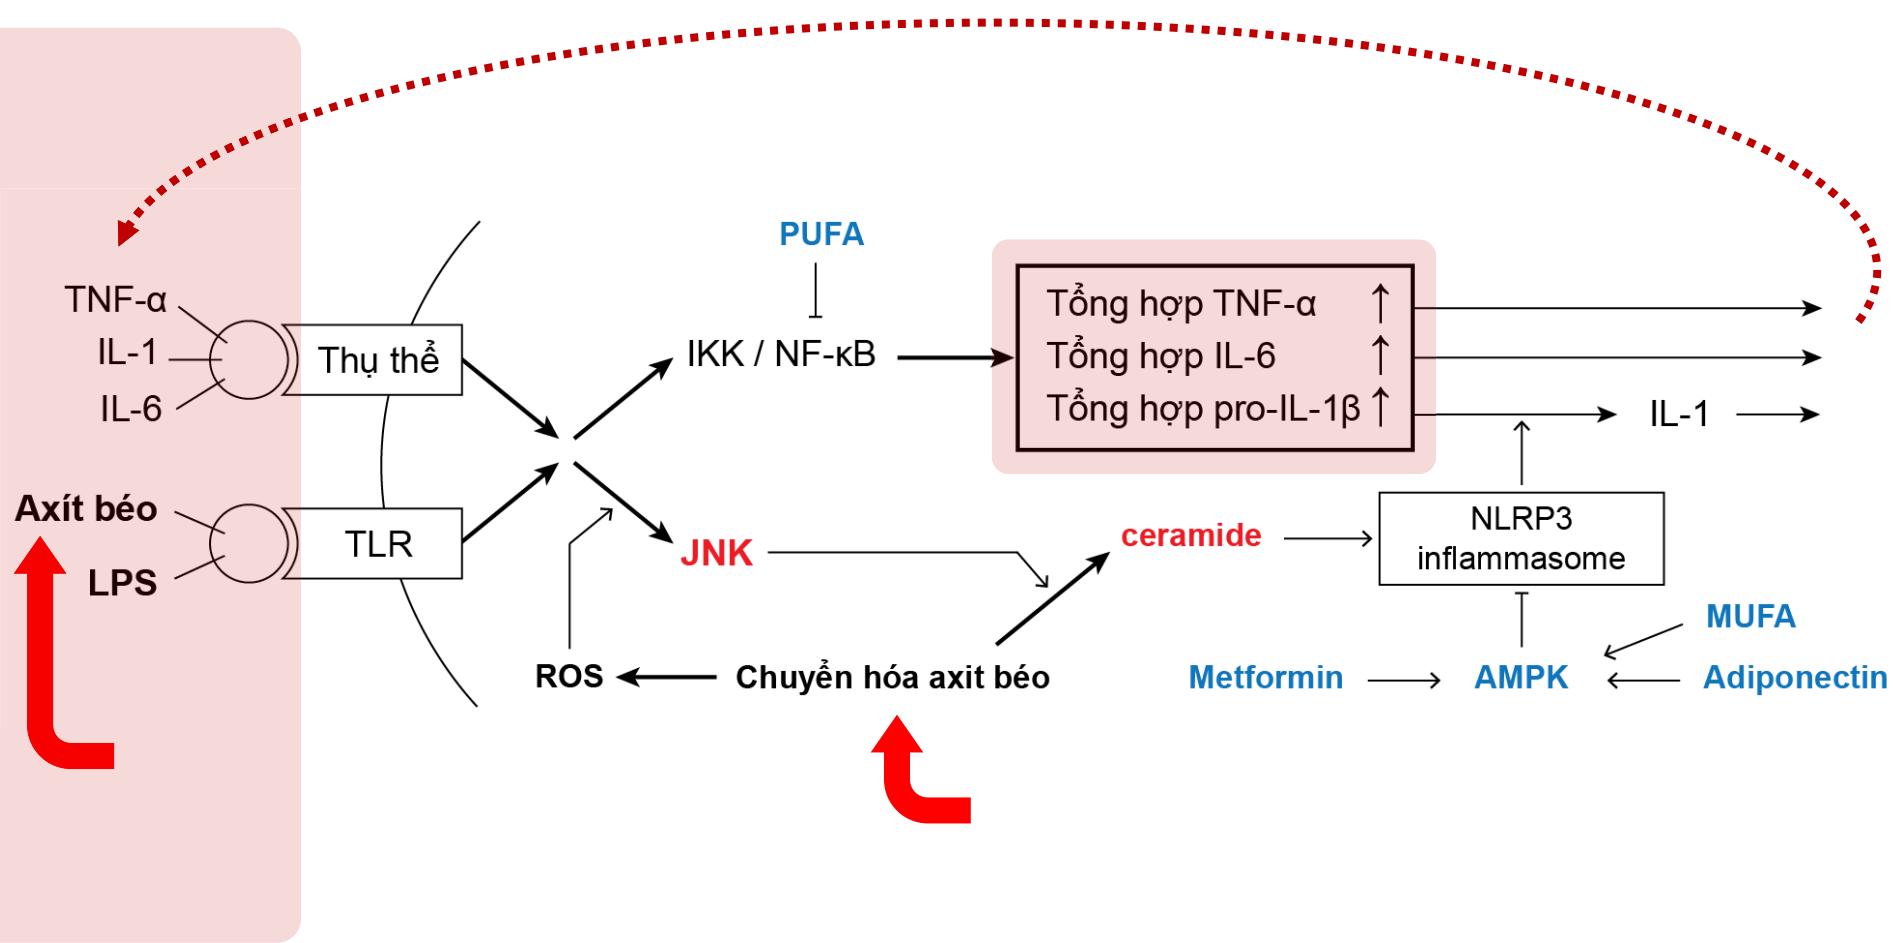 PUFA
TNF-α
IL-1
IL-6
Thụ thể
IKK / NF-κB
Tổng hợp TNF-α ↑
Tổng hợp IL-6 ↑
Tổng hợp pro-IL-1β ↑
IL-1
Axít béo
LPS
TLR
JNK
ceramide
NLRP3
inflammasome
MUFA
ROS
Chuyển hóa axit béo
Metformin
AMPK
Adiponectin